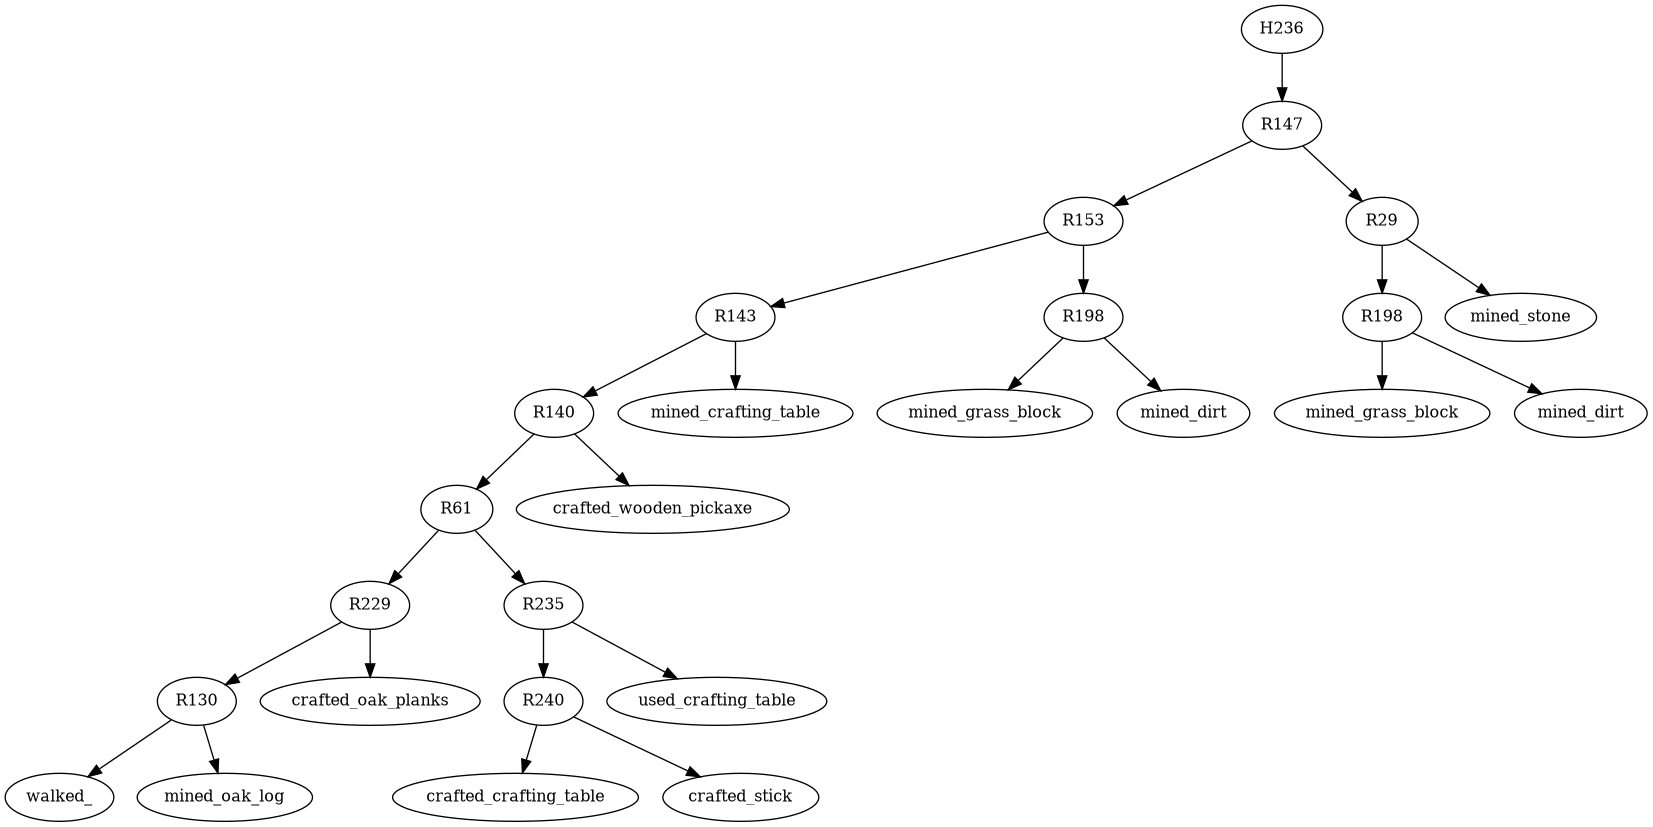 H236
R147
R153
R29
R143
R198
R198
mined_stone
R140
mined_crafting_table
mined_grass_block
mined_dirt
mined_grass_block
mined_dirt
R61
crafted_wooden_pickaxe
R229
R235
R130
crafted_oak_planks
R240
used_crafting_table
walked_
mined_oak_log
crafted_crafting_table
crafted_stick